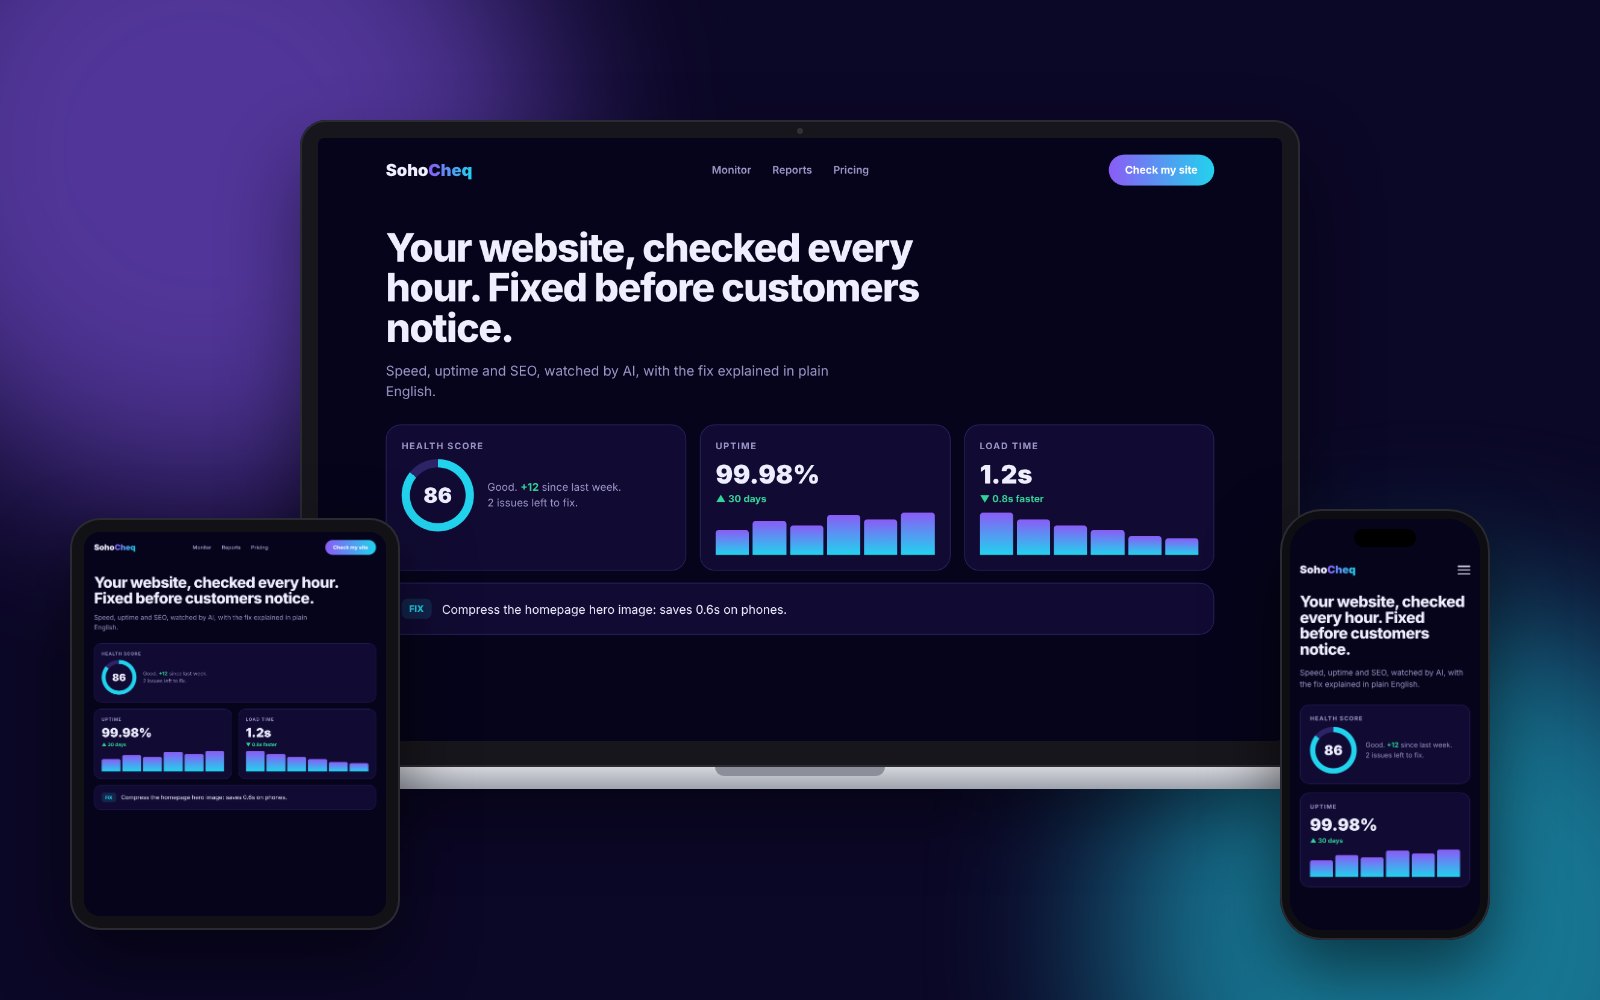 SohoCheq
Monitor Reports Pricing
Check my site
Your website, checked every
hour. Fixed before customers
notice.
Speed, uptime and SEO, watched by AI, with the fix explained in plain
English.
HEALTH SCORE
86
Good. +12 since last week.
2 issues left to fix.
UPTIME
99.98%
▲ 30 days
LOAD TIME
1.2s
▼ 0.8s faster
FIX
Compress the homepage hero image: saves 0.6s on phones.
SohoCheq
Monitor Reports Pricing
Check my site
Your website, checked every hour.
Fixed before customers notice.
Speed, uptime and SEO, watched by AI, with the fix explained in plain
English.
HEALTH SCORE
86
Good. +12 since last week.
2 issues left to fix.
UPTIME
99.98%
▲ 30 days
LOAD TIME
1.2s
▼ 0.8s faster
FIX
Compress the homepage hero image: saves 0.6s on phones.
SohoCheq
Your website, checked
every hour. Fixed
before customers
notice.
Speed, uptime and SEO, watched by AI, with
the fix explained in plain English.
HEALTH SCORE
86
Good. +12 since last week.
2 issues left to fix.
UPTIME
99.98%
▲ 30 days